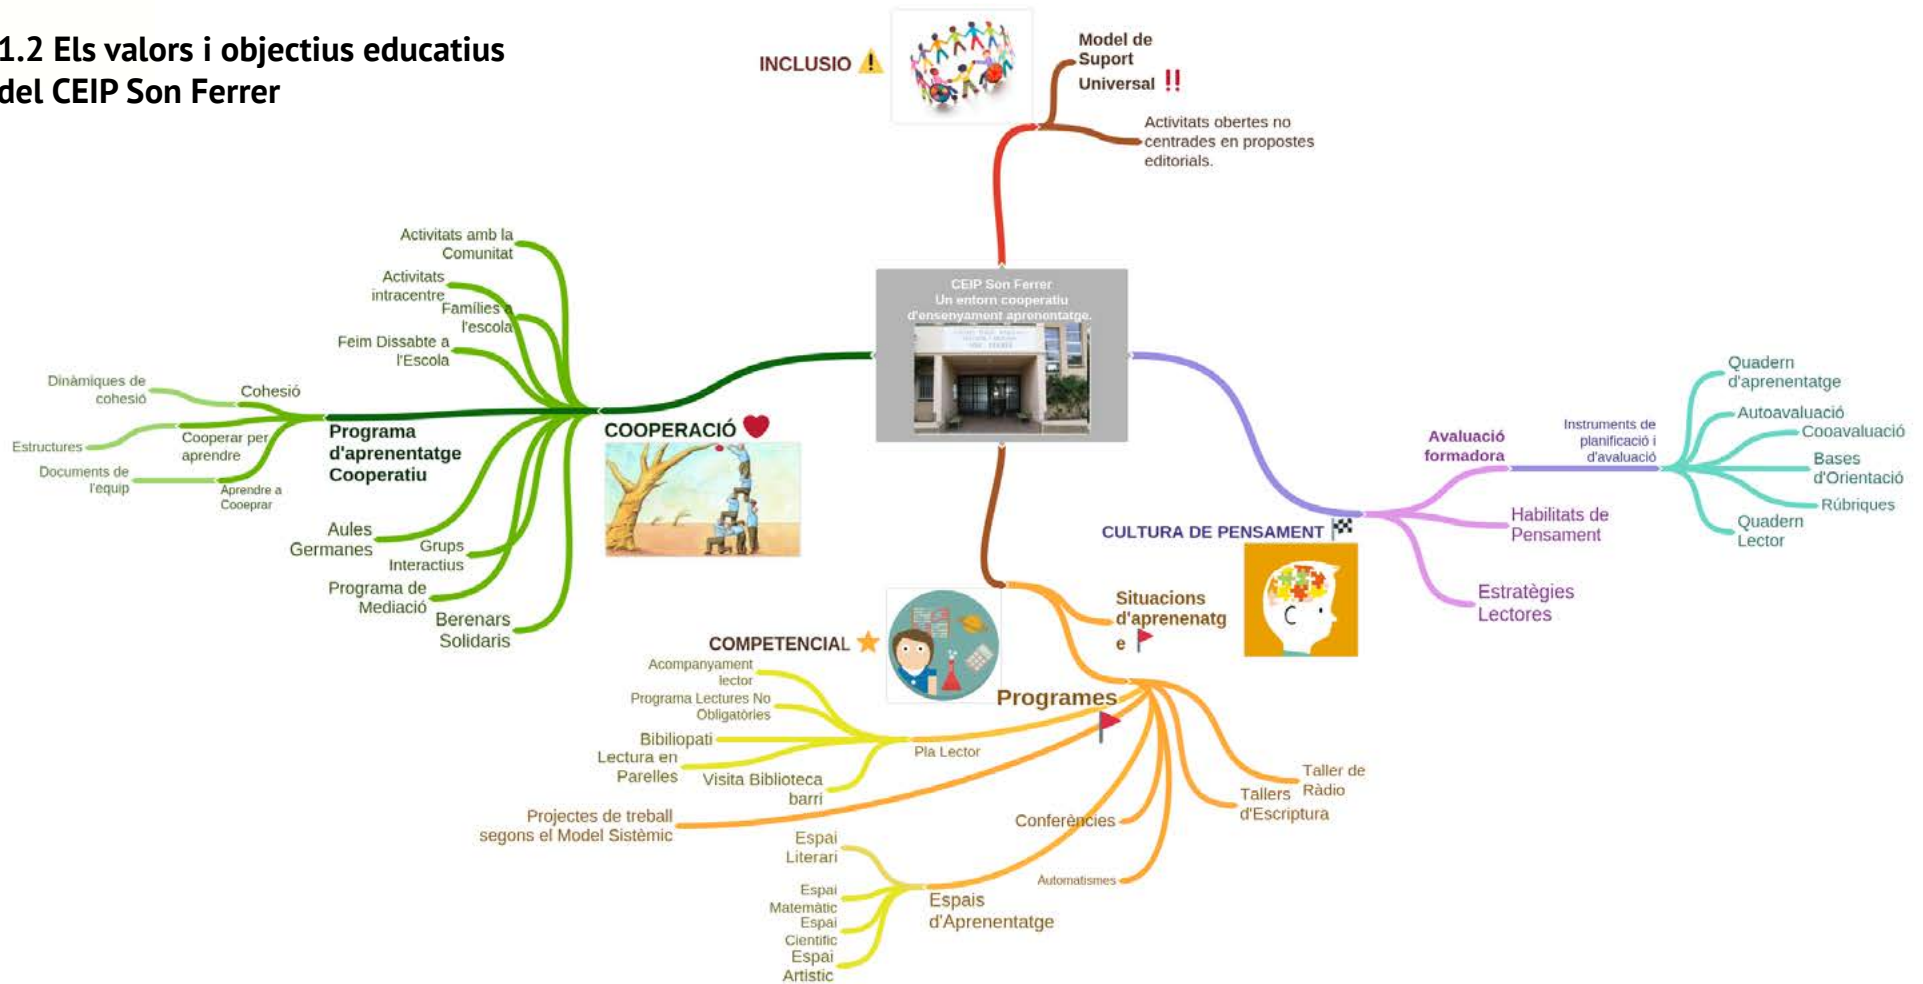 1.2 Els valors i objectius educatius
del CEIP Son Ferrer
INCLUSIO
Model de
Suport
Universal
Activitats obertes no
centrades en propostes
editorials.
CEIP Son Ferrer
Un entorn cooperatiu
d'ensenyament aprenentatge.
Activitats amb la
Comunitat
Activitats
intracentre
Famílies a
l'escola
Feim Dissabte a
l'Escola
Dinàmiques de
cohesió
Cohesió
Estructures
Cooperar per
aprendre
Documents de
l'equip
Aprendre a
Cooeprar
Programa
d'aprenentatge
Cooperatiu
COOPERACIÓ
Aules
Germanes
Grups
Interactius
Programa de
Mediació
Berenars
Solidaris
CULTURA DE PENSAMENT
Avaluació
formadora
Instruments de
planificació i
d'avaluació
Quadern
d'aprenentatge
Autoavaluació
Cooavaluació
Bases
d'Orientació
Rúbriques
Quadern
Lector
Habilitats de
Pensament
Estratègies
Lectores
COMPETENCIAL
Situacions
d'aprenenatg
e
Programes
Pla Lector
Acompanyament
lector
Programa Lectures No
Obligatòries
Bibiliopati
Lectura en
Parelles
Visita Biblioteca
barri
Projectes de treball
segons el Model Sistèmic
Espais
d'Aprenentatge
Espai
Literari
Espai
Matemàtic
Espai
Cientific
Espai
Artistic
Automatismes
Conferències
Tallers
d'Escriptura
Taller de
Ràdio